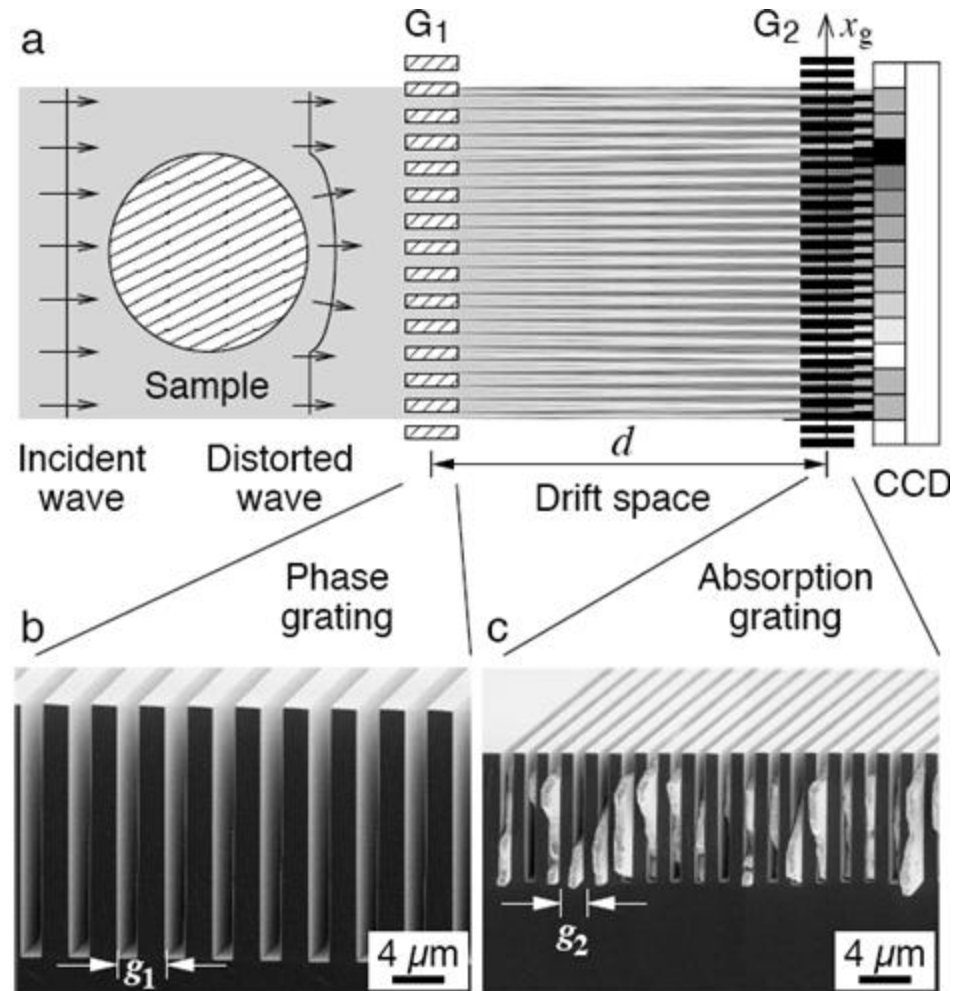 a
G1
G2
xg
Sample
Incident
wave
Distorted
wave
d
Drift space
CCD
Phase
grating
Absorption
grating
b
c
g1
4 μm
g2
4 μm